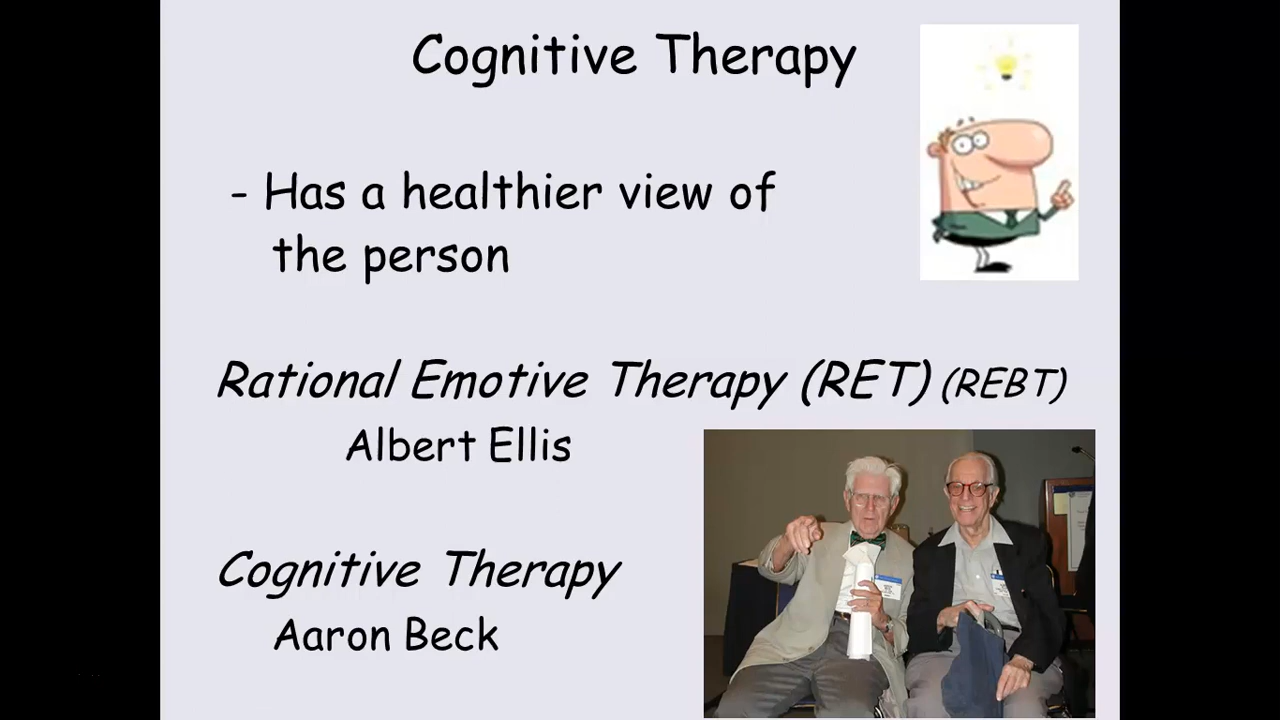 Cognitive Therapy
- Has a healthier view of
the person
Rational Emotive Therapy (RET) (REBT)
Albert Ellis
Cognitive Therapy
Aaron Beck